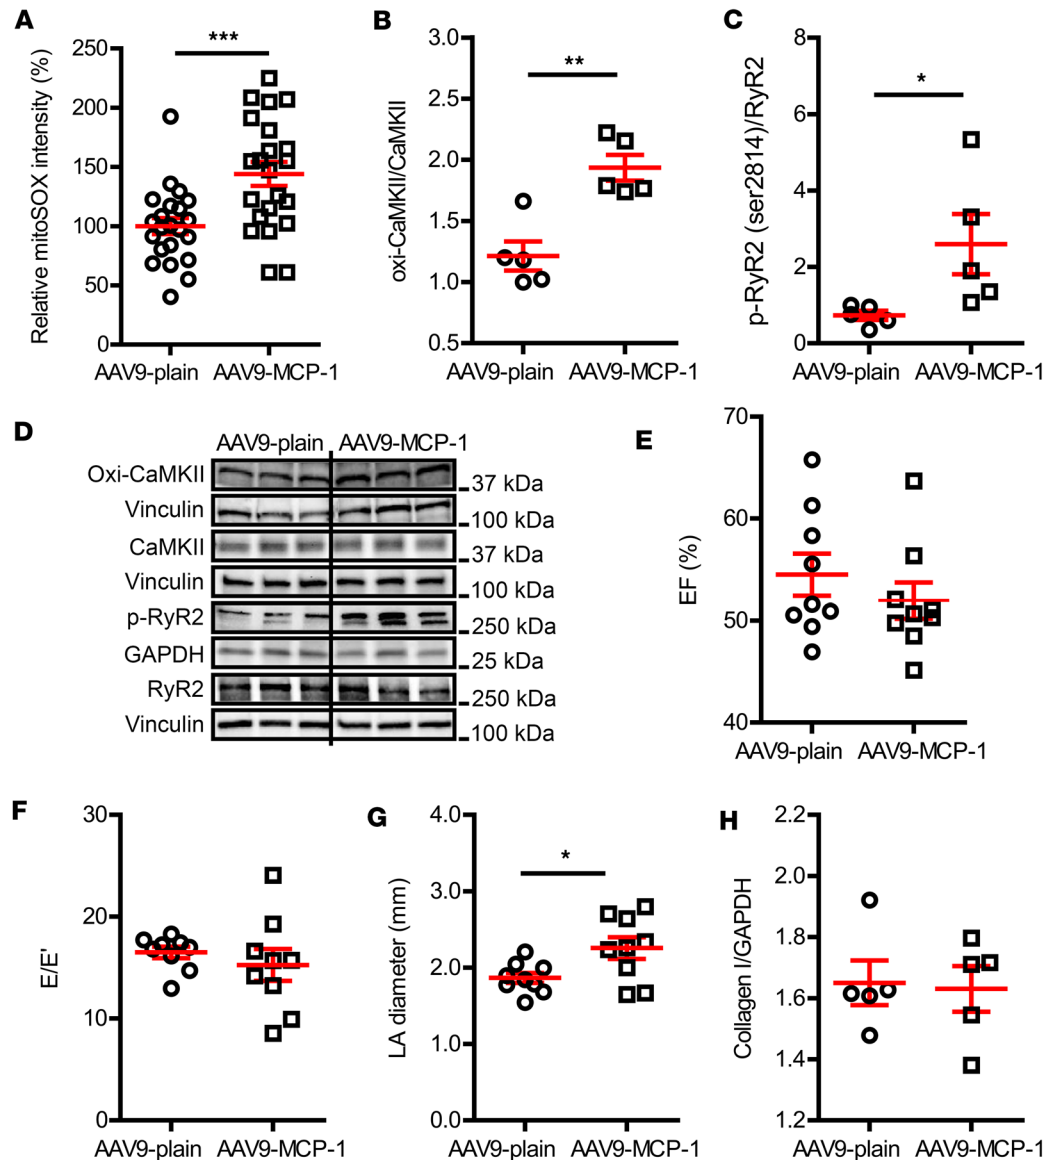 A
Relative mitoSOX intensity (%)
250
200
150
100
50
0
***
AAV9-plain AAV9-MCP-1
B
oxi-CaMKII/CaMKII
3.0
2.5
2.0
1.5
1.0
0.5
**
AAV9-plain AAV9-MCP-1
C
p-RyR2 (ser2814)/RyR2
8
6
4
2
0
*
AAV9-plain AAV9-MCP-1
D
AAV9-plain AAV9-MCP-1
Oxi-CaMKII 37 kDa
Vinculin 100 kDa
CaMKII 37 kDa
Vinculin 100 kDa
p-RyR2 250 kDa
GAPDH 25 kDa
RyR2 250 kDa
Vinculin 100 kDa
E
EF (%)
70
60
50
40
AAV9-plain AAV9-MCP-1
F
E/E'
30
20
10
0
AAV9-plain AAV9-MCP-1
G
LA diameter (mm)
4.0
3.0
2.0
1.0
0.0
*
AAV9-plain AAV9-MCP-1
H
Collagen I/GAPDH
2.2
2.0
1.8
1.6
1.4
1.2
AAV9-plain AAV9-MCP-1